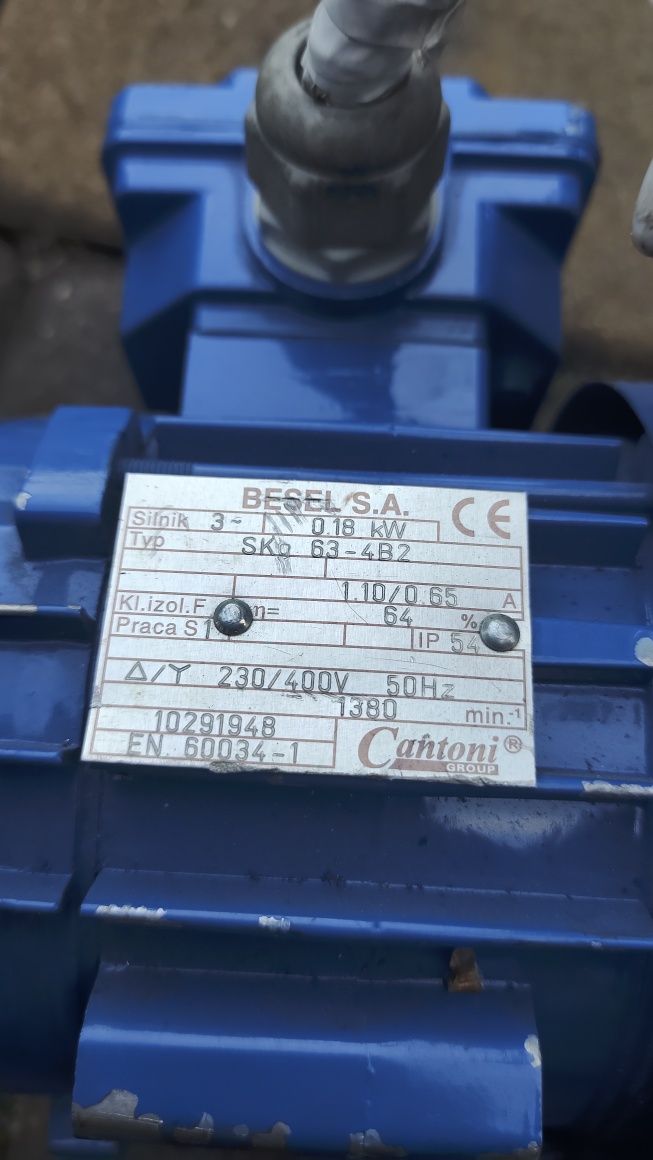 BESEL S.A.
CE
Silnik 3~ 0.18 kW
Typ SKg 63-4B2
1.10/0.65 A
Kl.izol.F η= 64 %
Praca S1 IP 54
Δ/Y 230/400V 50Hz
1380 min.-1
10291948
EN 60034-1
Cantoni®
GROUP